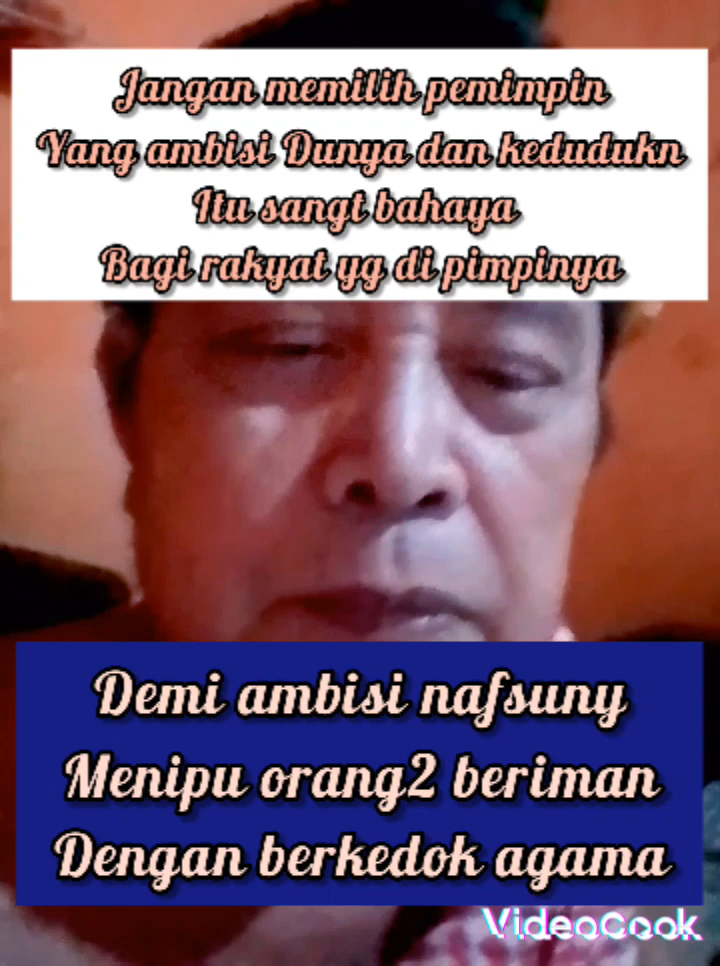 Jangan memilih pemimpin
Yang ambisi Dunya dan kedudukn
Itu sangt bahaya
Bagi rakyat yg di pimpinya
Demi ambisi nafsuny
Menipu orang2 beriman
Dengan berkedok agama
VideoCook